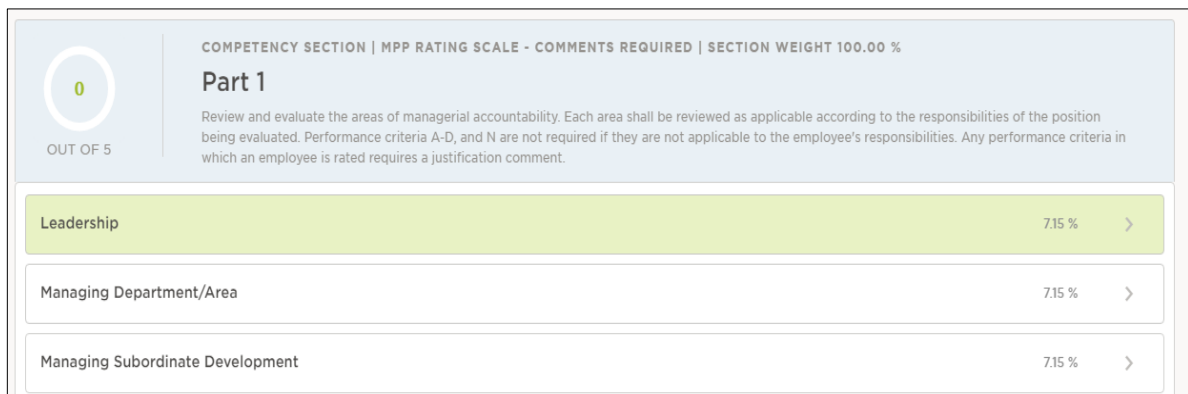 COMPETENCY SECTION | MPP RATING SCALE - COMMENTS REQUIRED | SECTION WEIGHT 100.00 %
0
Part 1
OUT OF 5
Review and evaluate the areas of managerial accountability. Each area shall be reviewed as applicable according to the responsibilities of the position
being evaluated. Performance criteria A-D, and N are not required if they are not applicable to the employee's responsibilities. Any performance criteria in
which an employee is rated requires a justification comment.
Leadership 7.15 %
Managing Department/Area 7.15 %
Managing Subordinate Development 7.15 %